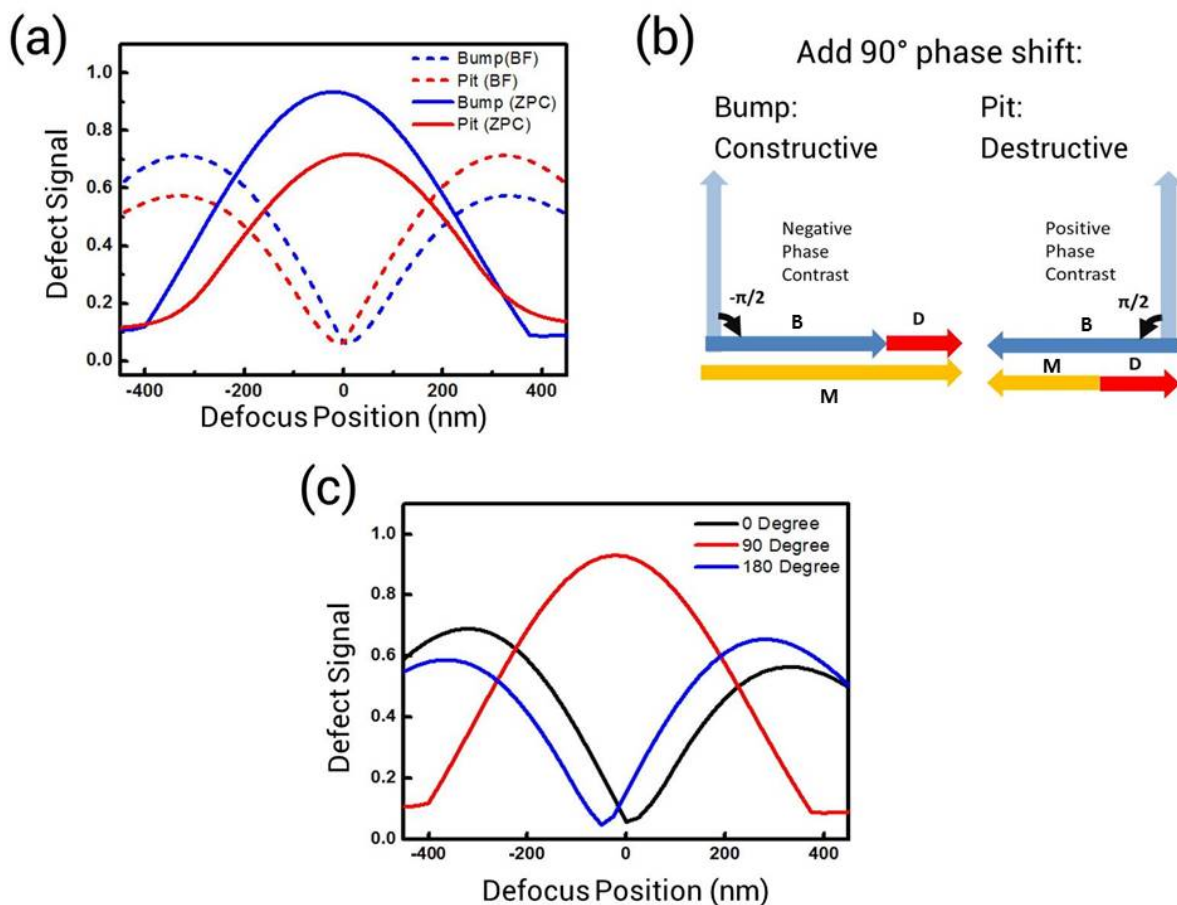 (a)
1.0
0.8
0.6
0.4
0.2
0.0
Defect Signal
Bump(BF)
Pit (BF)
Bump (ZPC)
Pit (ZPC)
-400 -200 0 200 400
Defocus Position (nm)
(b)
Add 90° phase shift:
Bump:
Constructive
Pit:
Destructive
Negative
Phase
Contrast
Positive
Phase
Contrast
-π/2
B
D
M
π/2
B
M
D
(c)
1.0
0.8
0.6
0.4
0.2
0.0
Defect Signal
0 Degree
90 Degree
180 Degree
-400 -200 0 200 400
Defocus Position (nm)